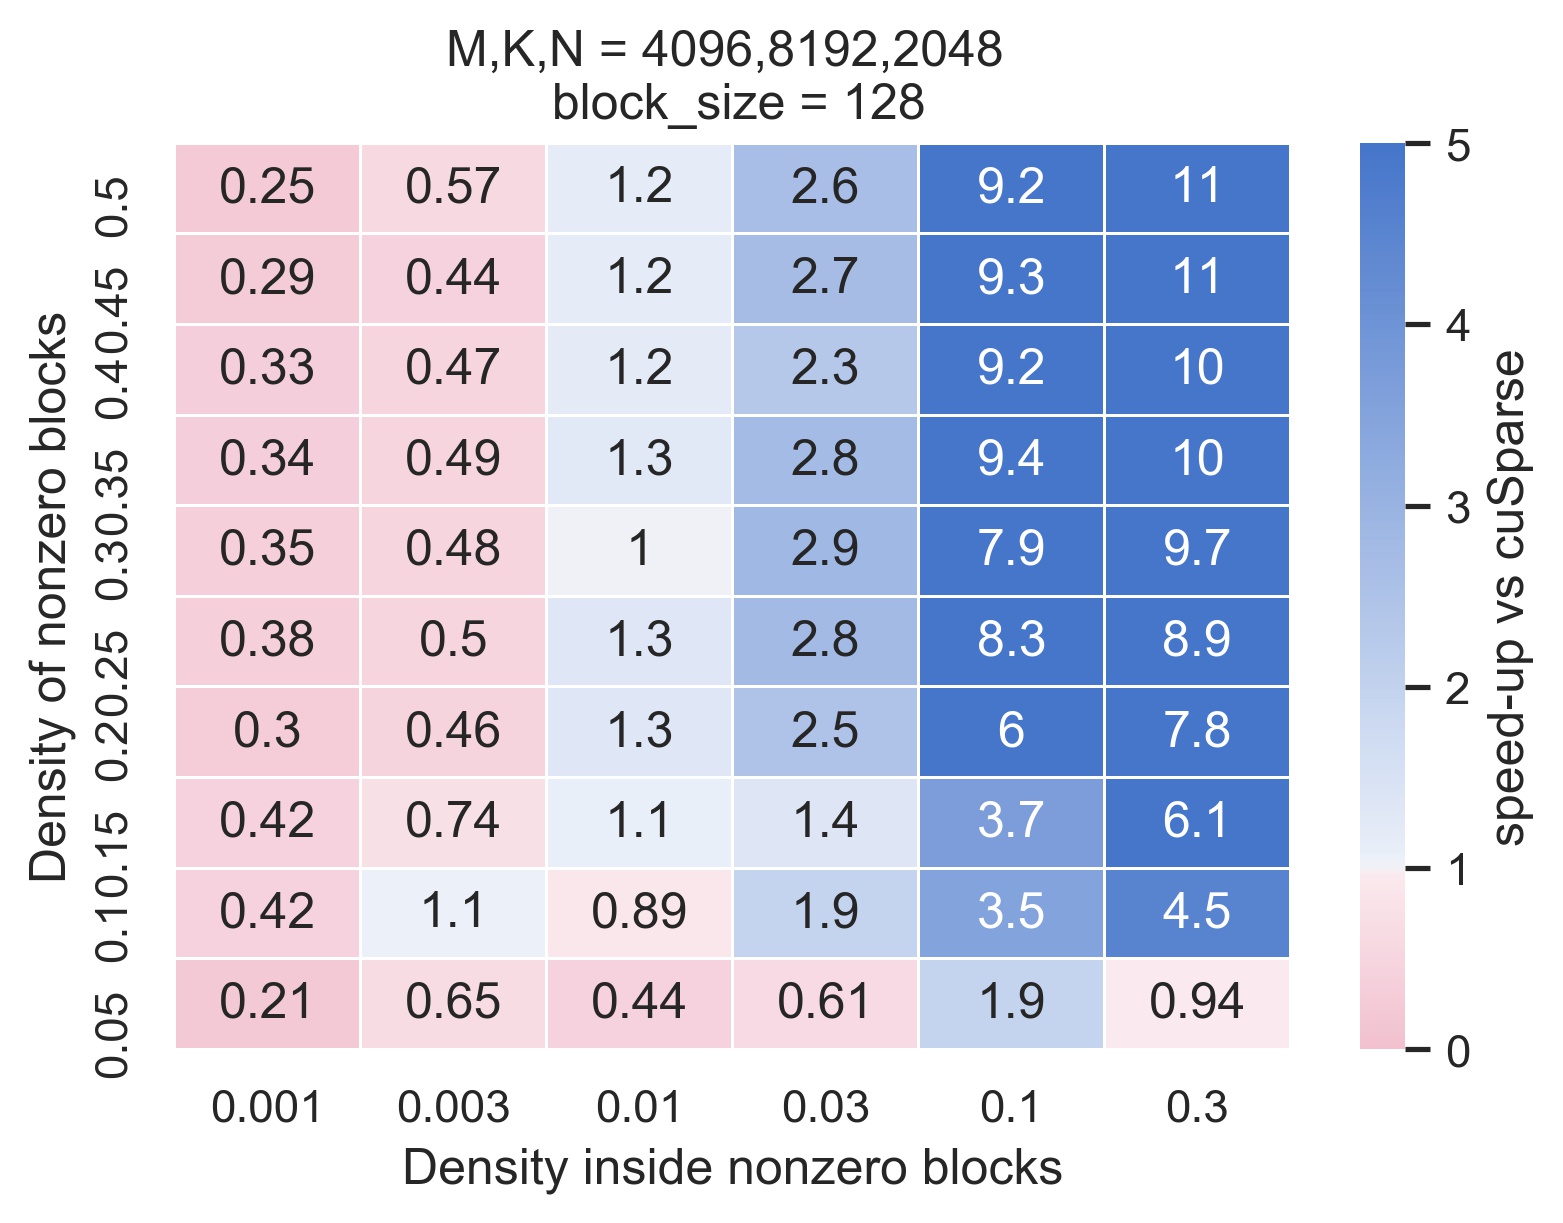 M,K,N = 4096,8192,2048
block_size = 128
Density of nonzero blocks
0.5 0.25 0.57 1.2 2.6 9.2 11
0.45 0.29 0.44 1.2 2.7 9.3 11
0.4 0.33 0.47 1.2 2.3 9.2 10
0.35 0.34 0.49 1.3 2.8 9.4 10
0.3 0.35 0.48 1 2.9 7.9 9.7
0.25 0.38 0.5 1.3 2.8 8.3 8.9
0.2 0.3 0.46 1.3 2.5 6 7.8
0.15 0.42 0.74 1.1 1.4 3.7 6.1
0.1 0.42 1.1 0.89 1.9 3.5 4.5
0.05 0.21 0.65 0.44 0.61 1.9 0.94
0.001 0.003 0.01 0.03 0.1 0.3
Density inside nonzero blocks
5
4
3
2
1
0
speed-up vs cuSparse